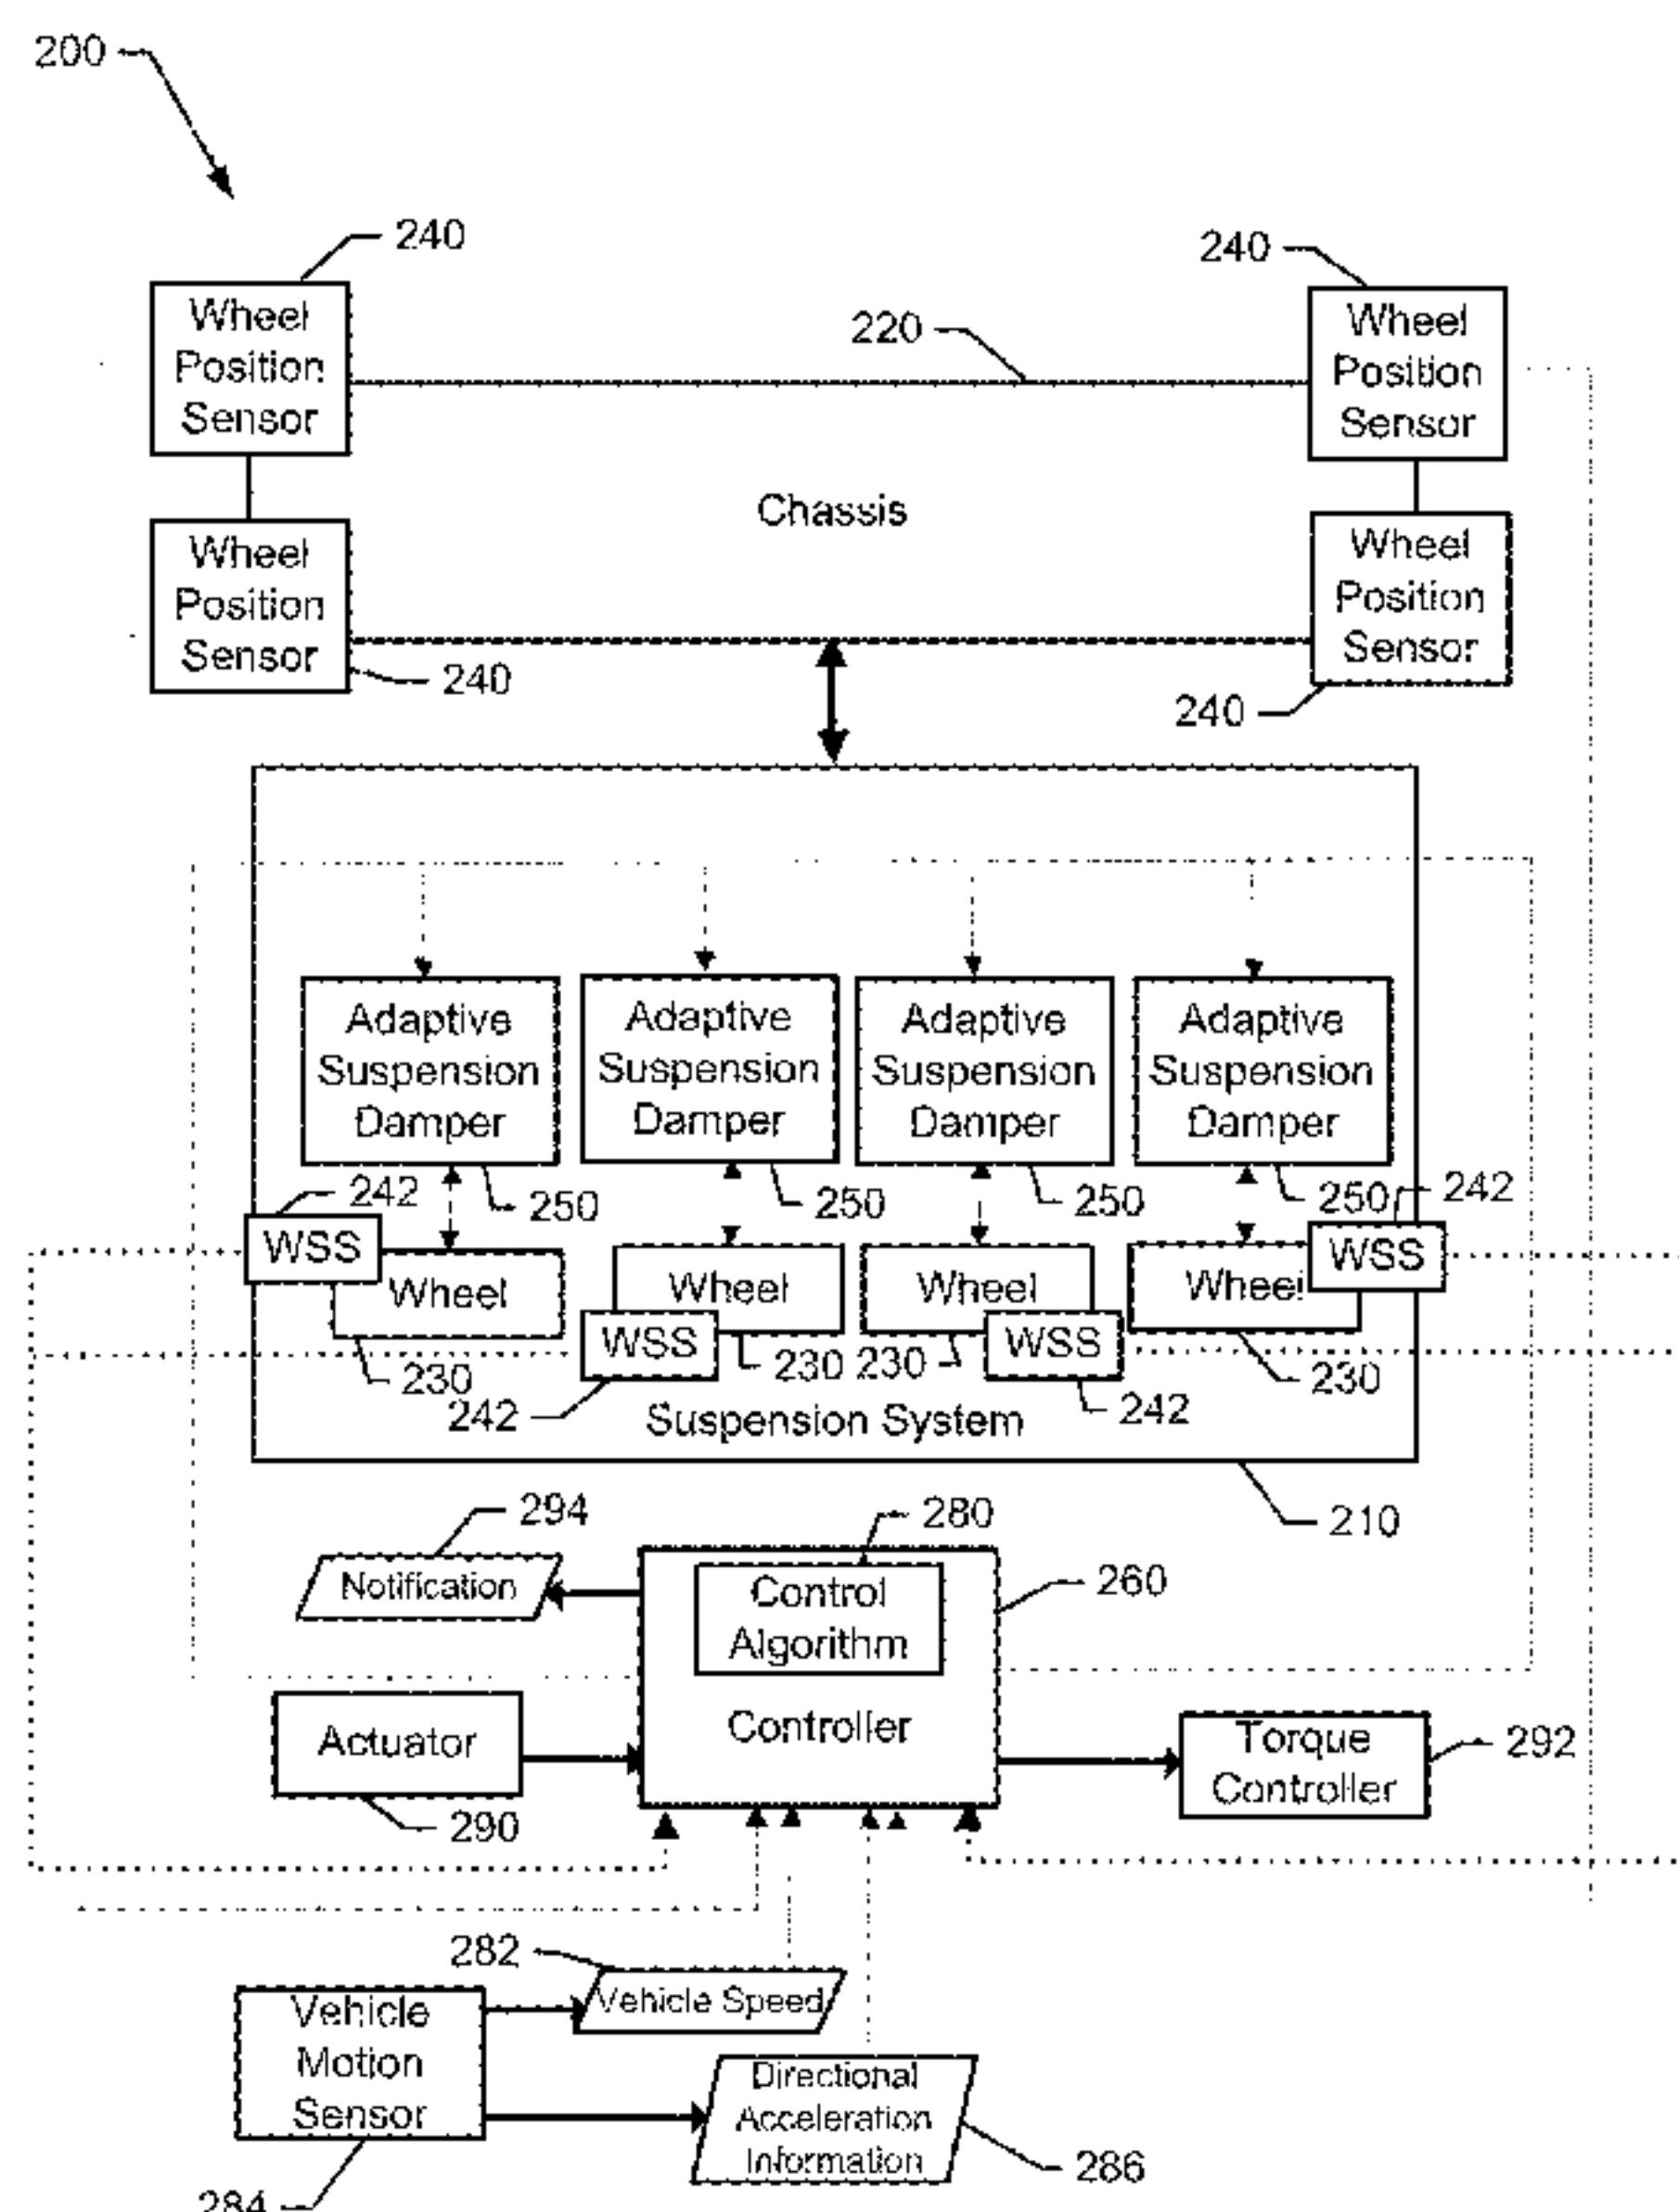 200
240
240
Wheel
Position
Sensor
220
Wheel
Position
Sensor
Chassis
Wheel
Position
Sensor
Wheel
Position
Sensor
240
240
Adaptive
Suspension
Damper
Adaptive
Suspension
Damper
Adaptive
Suspension
Damper
Adaptive
Suspension
Damper
242
250
250
250
250
242
WSS
Wheel
Wheel
Wheel
Wheel
WSS
WSS
WSS
230
230
230
230
242
242
Suspension System
210
294
280
Notification
Control
Algorithm
260
Actuator
Controller
Torque
Controller
292
290
282
Vehicle Speed
Vehicle
Motion
Sensor
Directional
Acceleration
Information
286
284